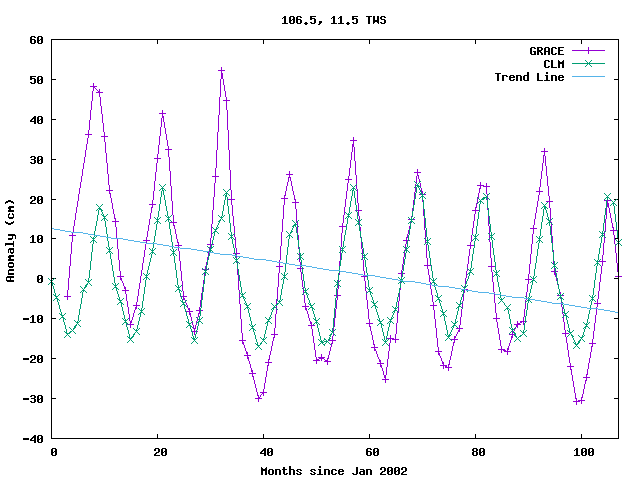 106.5, 11.5 TWS
GRACE
CLM
Trend Line
60
50
40
30
20
10
0
-10
-20
-30
-40
Anomaly (cm)
0 20 40 60 80 100
Months since Jan 2002